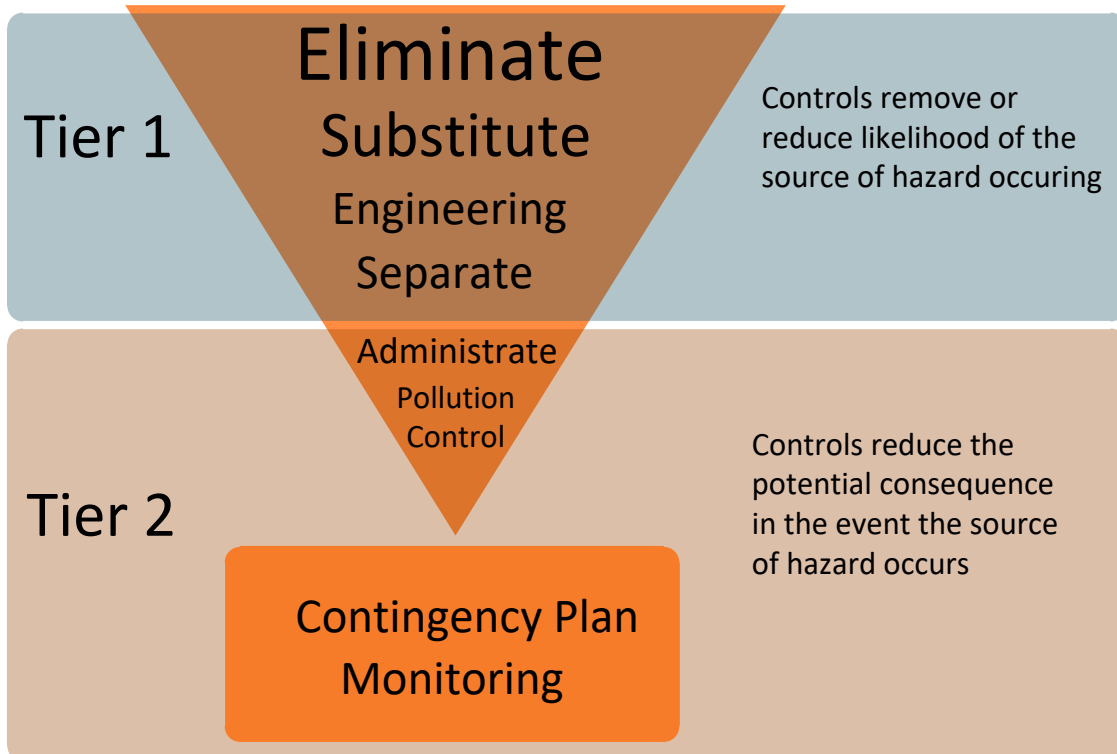 Eliminate
Substitute
Engineering
Separate
Tier 1
Controls remove or
reduce likelihood of the
source of hazard occuring
Administrate
Pollution
Control
Tier 2
Controls reduce the
potential consequence
in the event the source
of hazard occurs
Contingency Plan
Monitoring